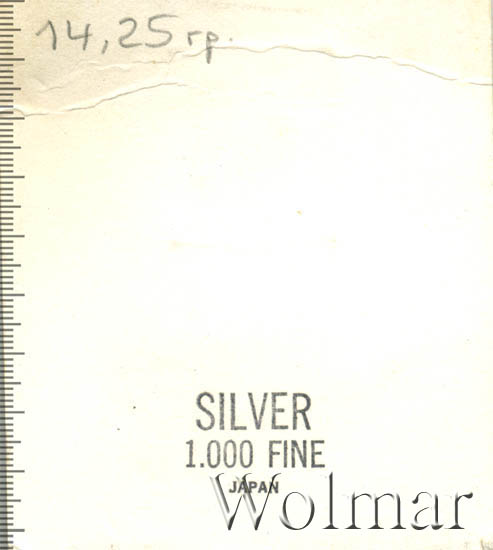 14,25 гр.
SILVER
1.000 FINE
JAPAN
Wolmar